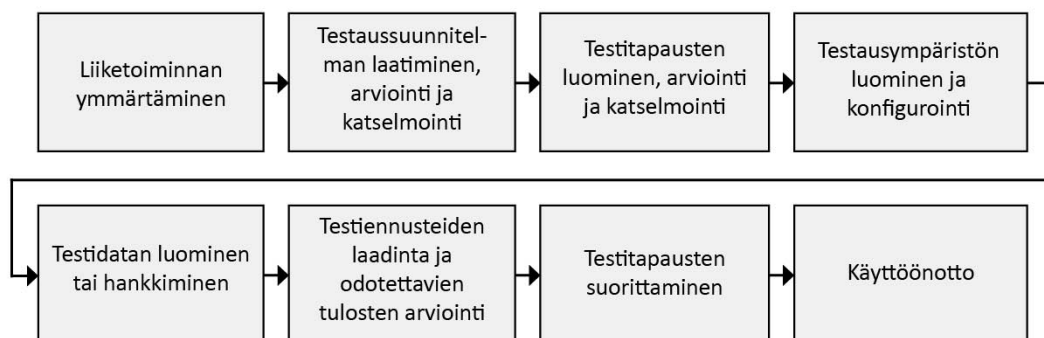 Liiketoiminnan
ymmärtäminen
Testaussuunnitel-
man laatiminen,
arviointi ja
katselmointi
Testitapausten
luominen, arviointi
ja katselmointi
Testausympäristön
luominen ja
konfigurointi
Testidatan luominen
tai hankkiminen
Testiennusteiden
laadinta ja
odotettavien
tulosten arviointi
Testitapausten
suorittaminen
Käyttöönotto